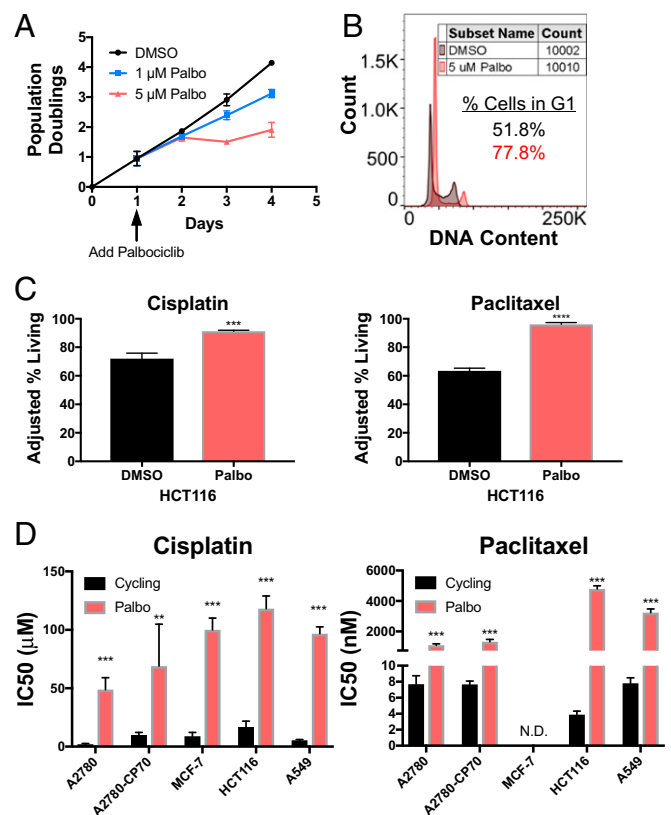 A
DMSO
1 µM Palbo
5 µM Palbo
Population
Doublings
5
4
3
2
1
0
0 1 2 3 4 5
Days
Add Palbociclib
B
Subset Name Count
DMSO 10002
5 uM Palbo 10010
% Cells in G1
51.8%
77.8%
Count
1.5K
1.0K
500
0
0 250K
DNA Content
C
Cisplatin
Adjusted % Living
100
80
60
40
20
0
***
DMSO Palbo
HCT116
Paclitaxel
Adjusted % Living
100
80
60
40
20
0
****
DMSO Palbo
HCT116
D
Cisplatin
Cycling
Palbo
IC50 (µM)
150
100
50
0
*** ** *** *** ***
A2780 A2780-CP70 MCF-7 HCT116 A549
Paclitaxel
Cycling
Palbo
IC50 (nM)
6000
4000
2000
8
6
4
2
0
*** *** N.D. *** ***
A2780 A2780-CP70 MCF-7 HCT116 A549